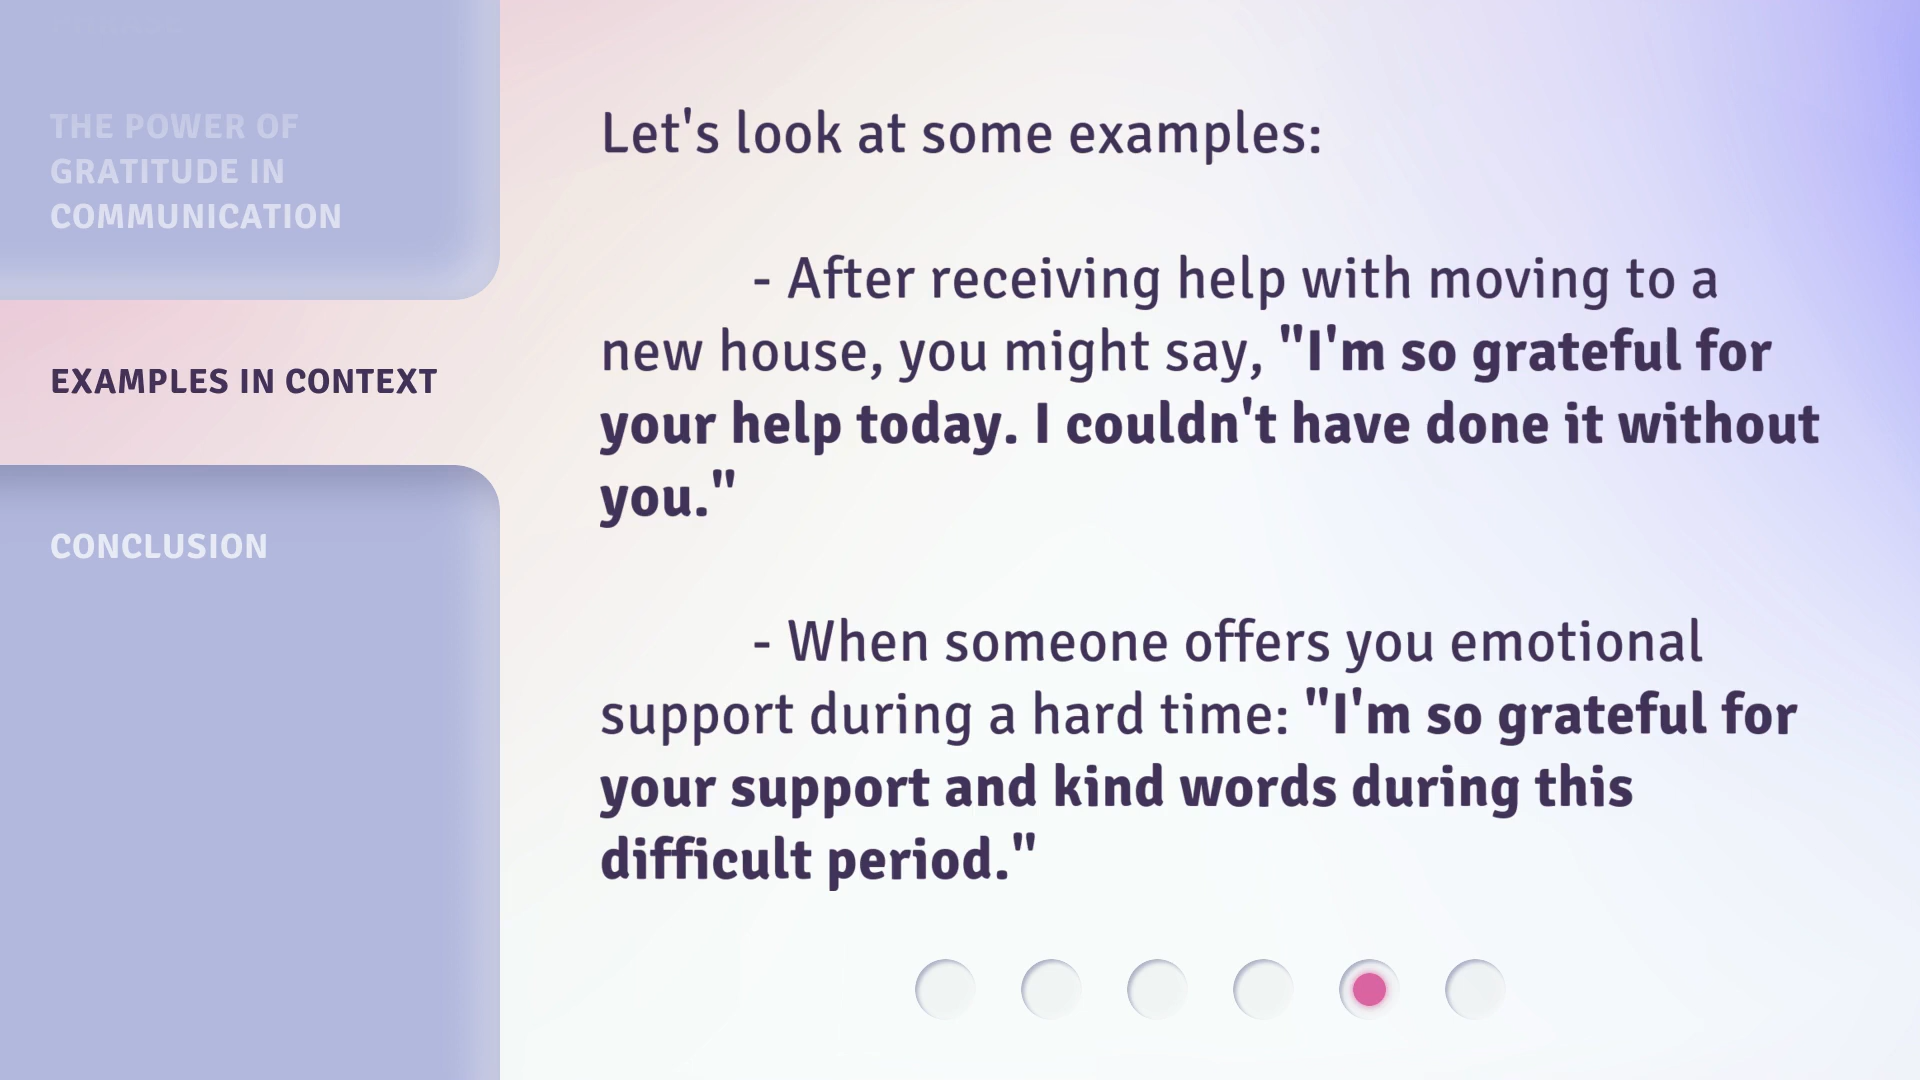 THE POWER OF
GRATITUDE IN
COMMUNICATION
EXAMPLES IN CONTEXT
CONCLUSION
Let's look at some examples:
- After receiving help with moving to a
new house, you might say, "I'm so grateful for
your help today. I couldn't have done it without
you."
- When someone offers you emotional
support during a hard time: "I'm so grateful for
your support and kind words during this
difficult period."